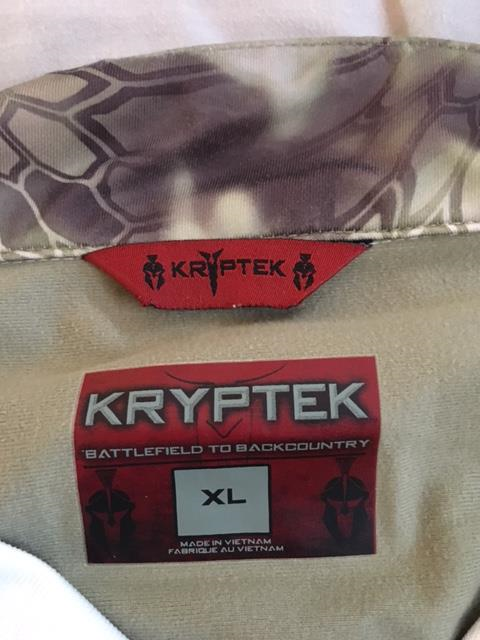 KRYPTEK
KRYPTEK
BATTLEFIELD TO BACKCOUNTRY
XL
MADE IN VIETNAM
FABRIQUE AU VIETNAM